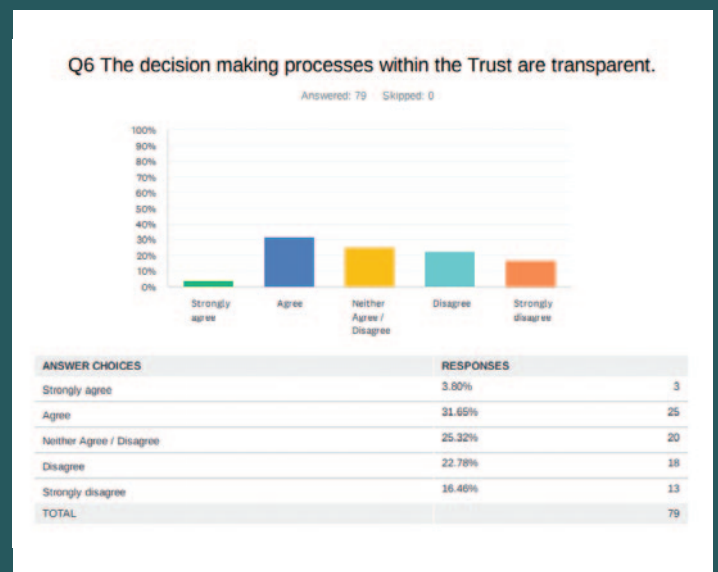 Q6 The decision making processes within the Trust are transparent.
Answered: 79 Skipped: 0
100%
90%
80%
70%
60%
50%
40%
30%
20%
10%
0%
Strongly agree
Agree
Neither Agree / Disagree
Disagree
Strongly disagree
ANSWER CHOICES RESPONSES
Strongly agree 3.80% 3
Agree 31.65% 25
Neither Agree / Disagree 25.32% 20
Disagree 22.78% 18
Strongly disagree 16.46% 13
TOTAL 79